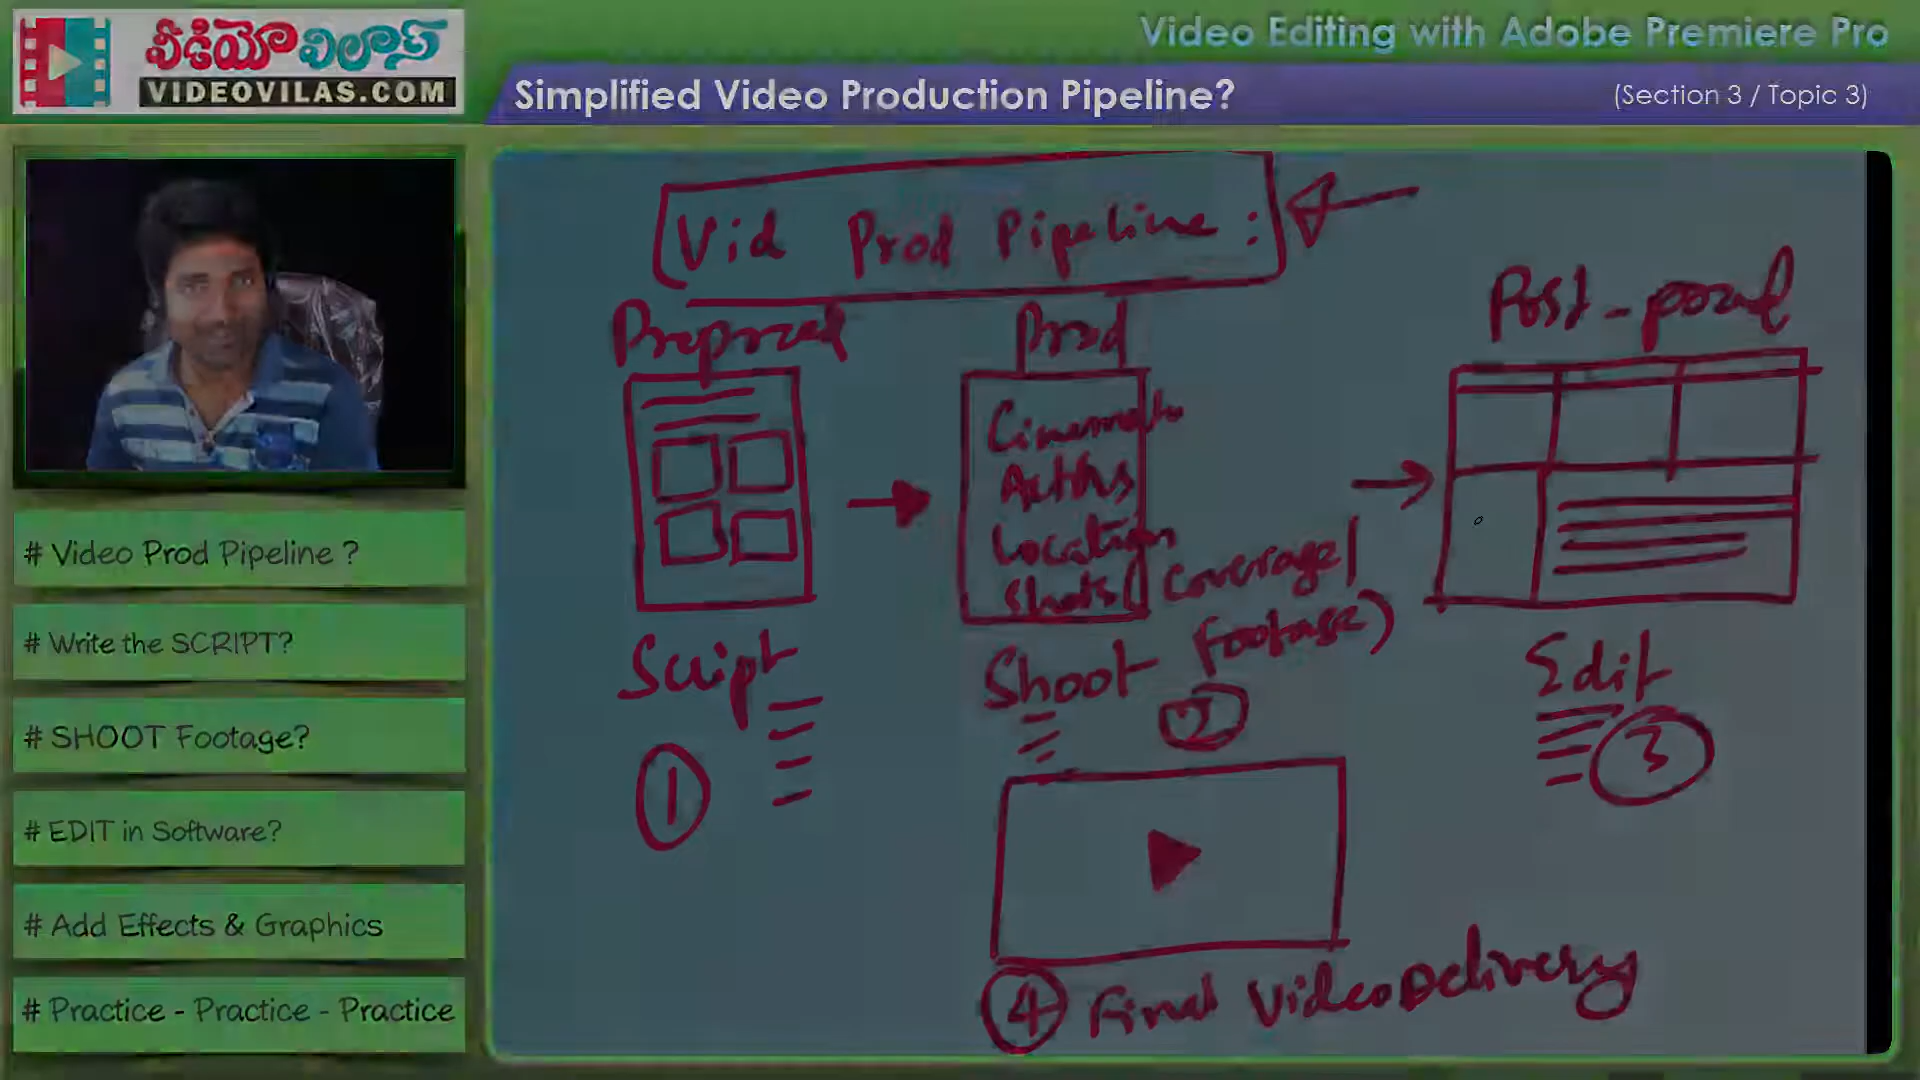 వీడియో విలాస్
VIDEOVILAS.COM
Video Editing with Adobe Premiere Pro
Simplified Video Production Pipeline?
(Section 3 / Topic 3)
# Video Prod Pipeline ?
# Write the SCRIPT?
# SHOOT Footage?
# EDIT in Software?
# Add Effects & Graphics
# Practice - Practice - Practice
Vid Prod Pipeline :
Preprod
Prod
Post-prod
Location
Shots (Coverage/
Footage)
Script
Shoot
Edit
1
2
3
4 Final Video Delivery